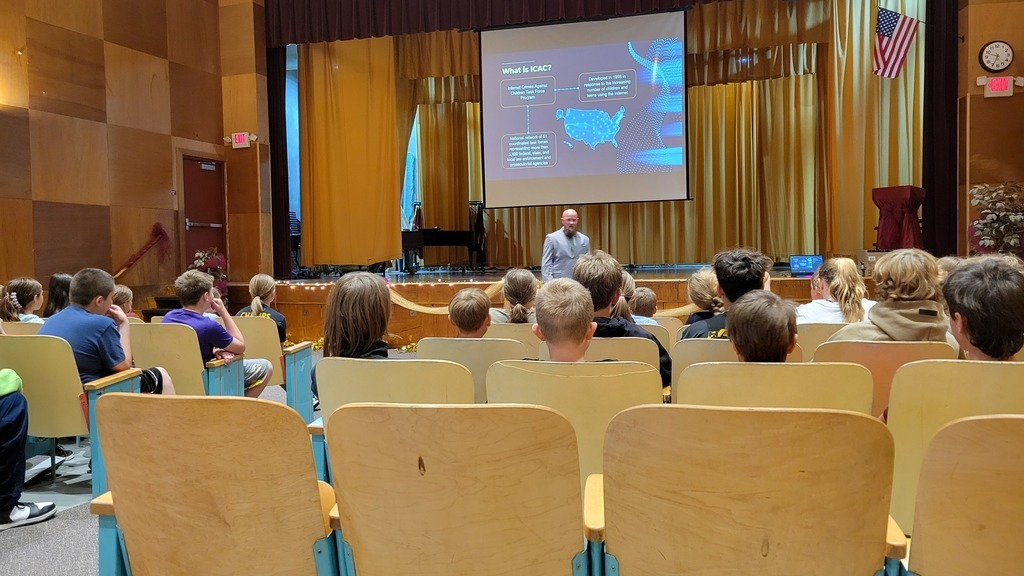 What is ICAC?
Internet Crimes Against
Children Task Force
Program
Developed in 1998 in
response to the increasing
number of children and
teens using the internet
National network of 61
coordinated task forces
representing more than
5,400 federal, state, and
local law enforcement and
prosecutorial agencies
EXIT
EXIT